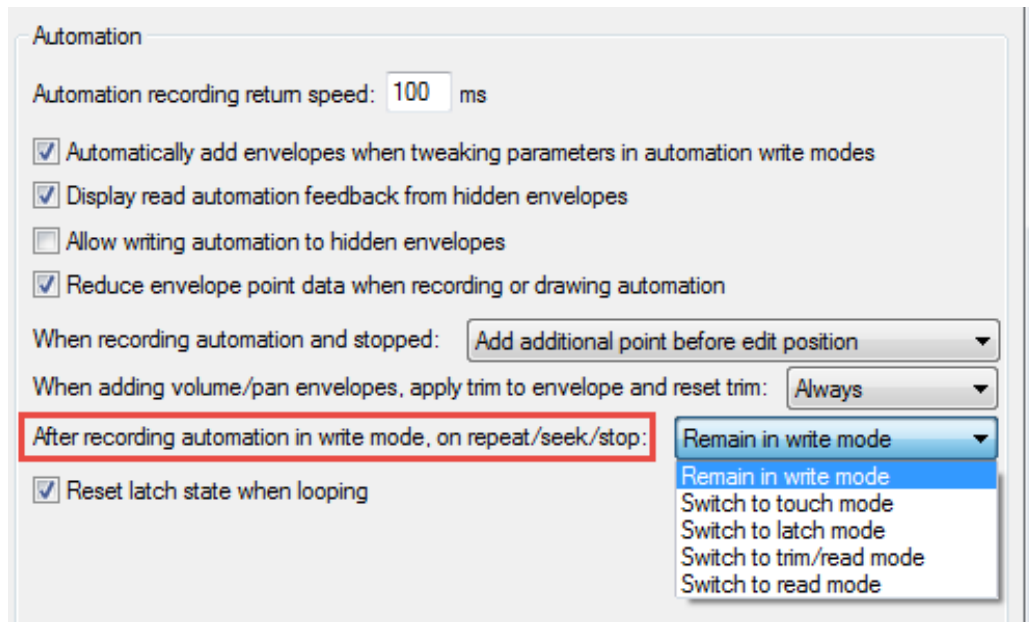 Automation
Automation recording return speed: 100 ms
Automatically add envelopes when tweaking parameters in automation write modes
Display read automation feedback from hidden envelopes
Allow writing automation to hidden envelopes
Reduce envelope point data when recording or drawing automation
When recording automation and stopped: Add additional point before edit position
When adding volume/pan envelopes, apply trim to envelope and reset trim: Always
After recording automation in write mode, on repeat/seek/stop: Remain in write mode
Remain in write mode
Reset latch state when looping
Switch to touch mode
Switch to latch mode
Switch to trim/read mode
Switch to read mode